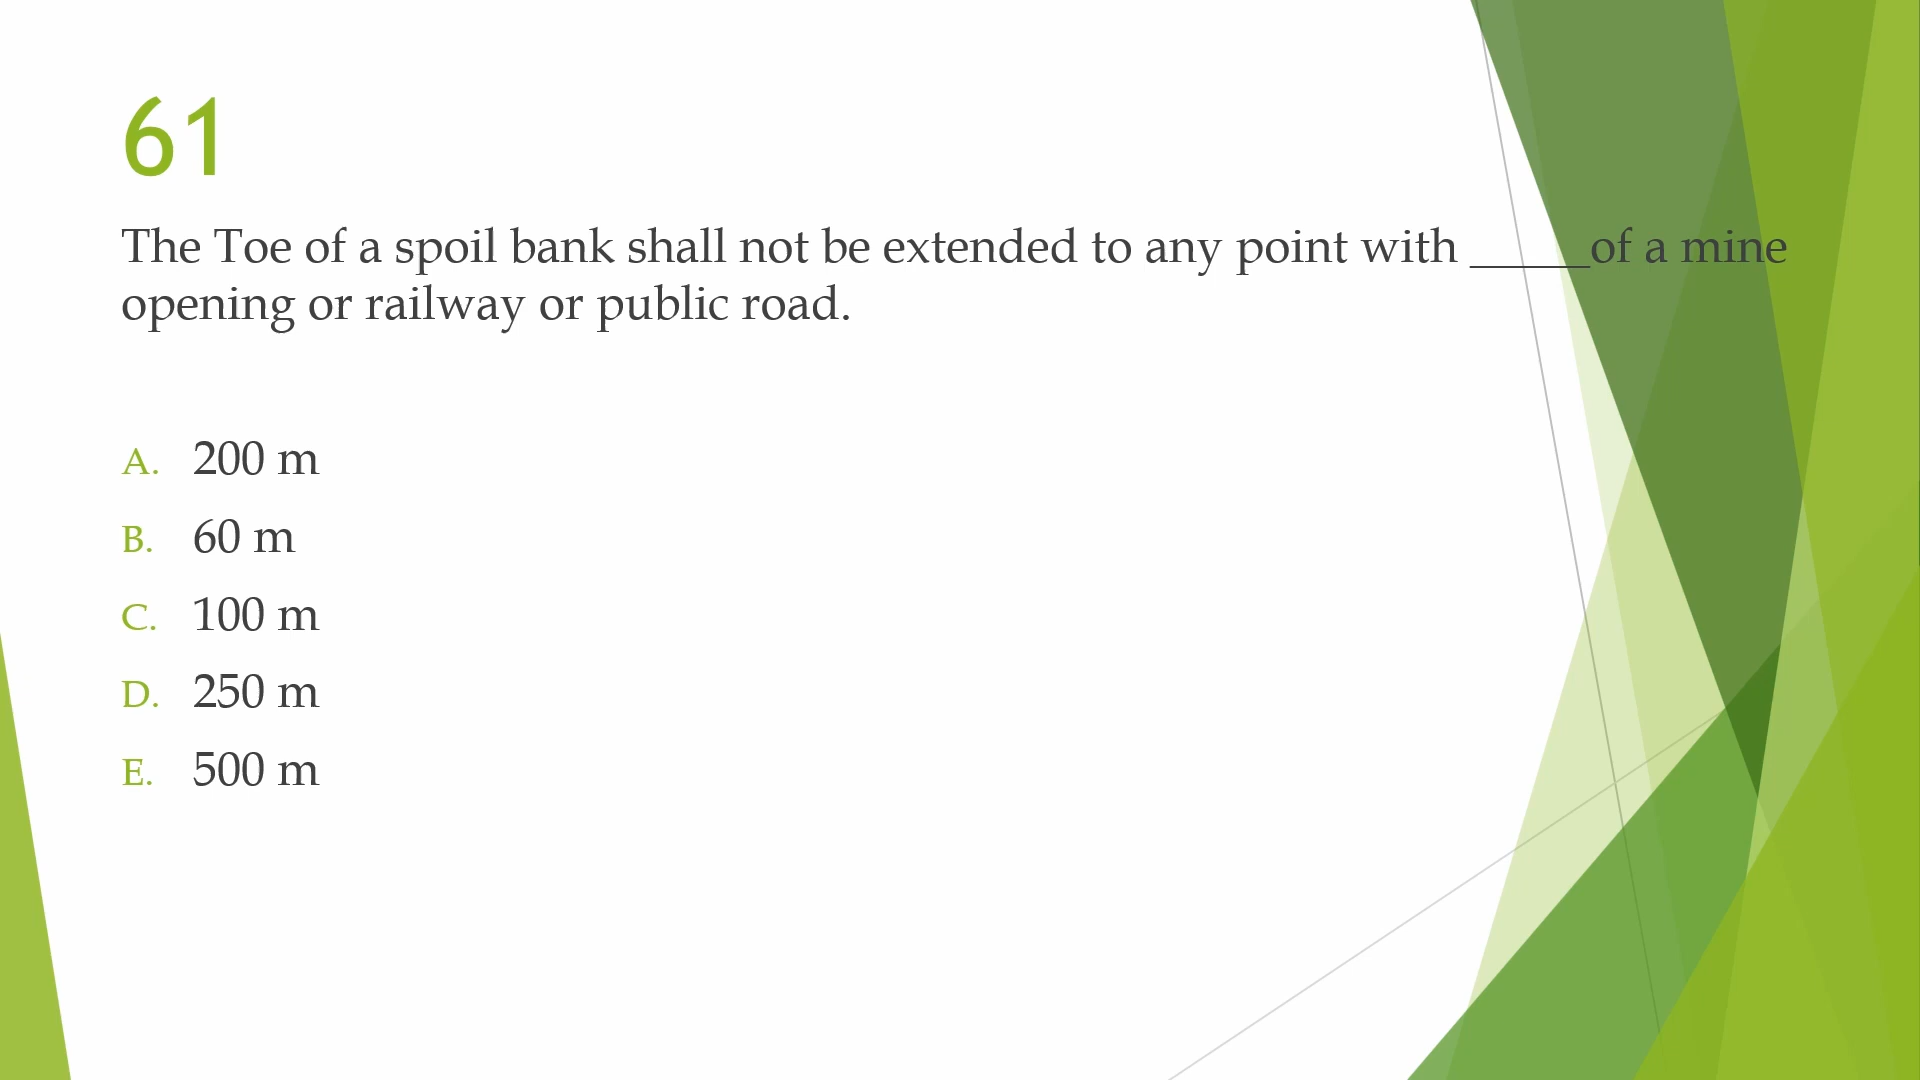 61
The Toe of a spoil bank shall not be extended to any point with _____of a mine
opening or railway or public road.
A. 200 m
B. 60 m
C. 100 m
D. 250 m
E. 500 m